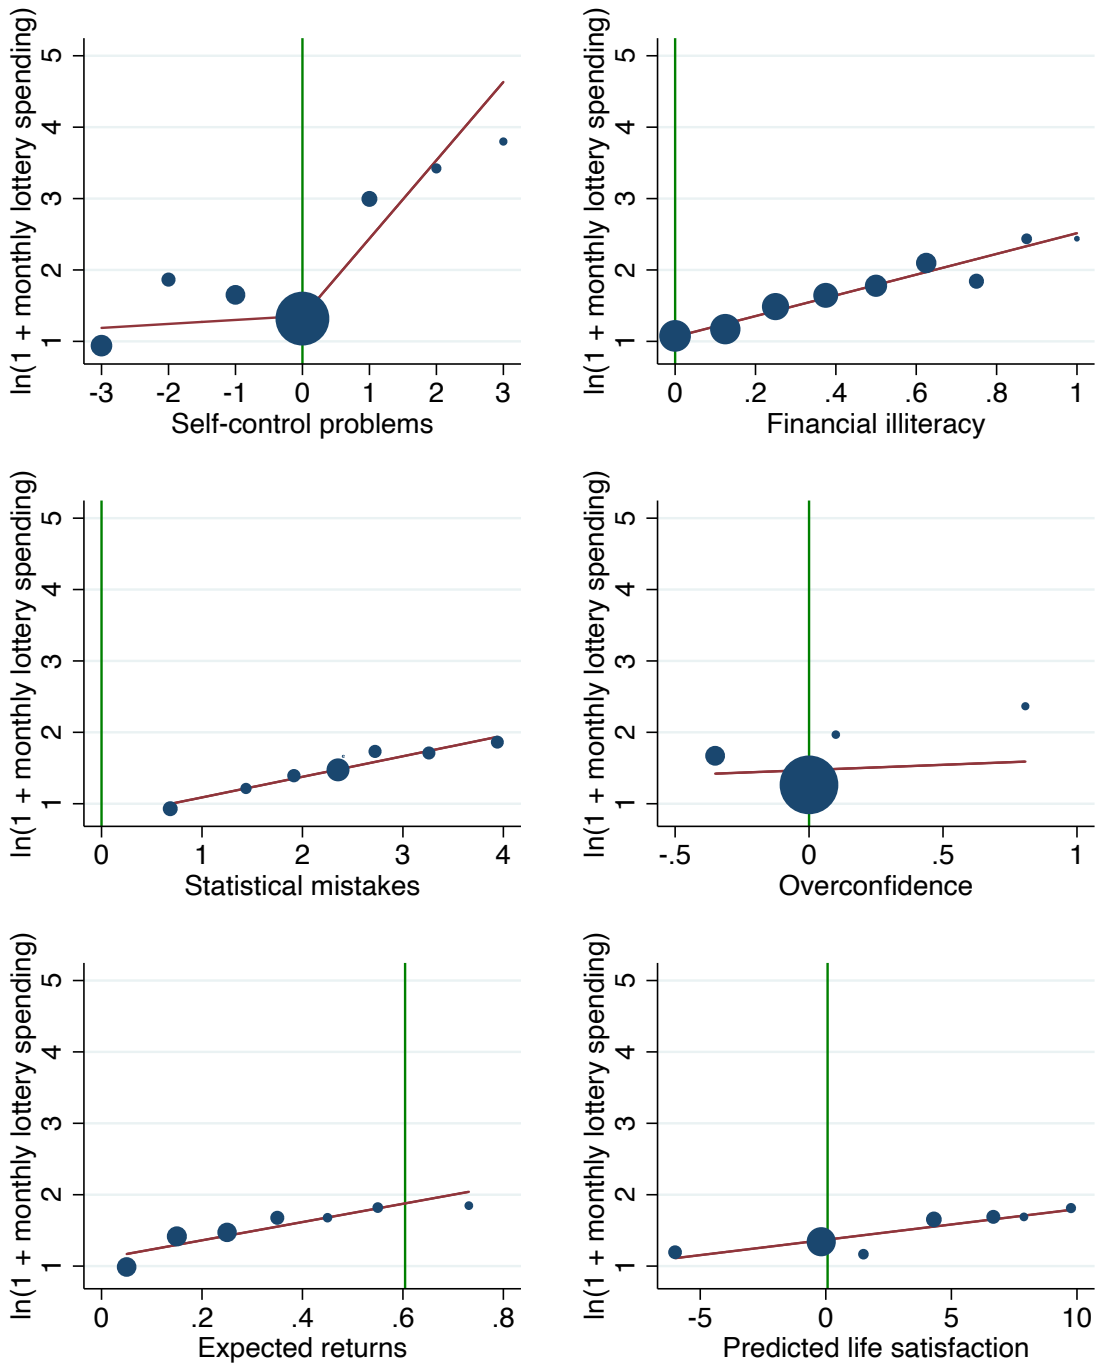 ln(1 + monthly lottery spending)
5
4
3
2
1
-3 -2 -1 0 1 2 3
Self-control problems
ln(1 + monthly lottery spending)
5
4
3
2
1
0 .2 .4 .6 .8 1
Financial illiteracy
ln(1 + monthly lottery spending)
5
4
3
2
1
0 1 2 3 4
Statistical mistakes
ln(1 + monthly lottery spending)
5
4
3
2
1
-.5 0 .5 1
Overconfidence
ln(1 + monthly lottery spending)
5
4
3
2
1
0 .2 .4 .6 .8
Expected returns
ln(1 + monthly lottery spending)
5
4
3
2
1
-5 0 5 10
Predicted life satisfaction